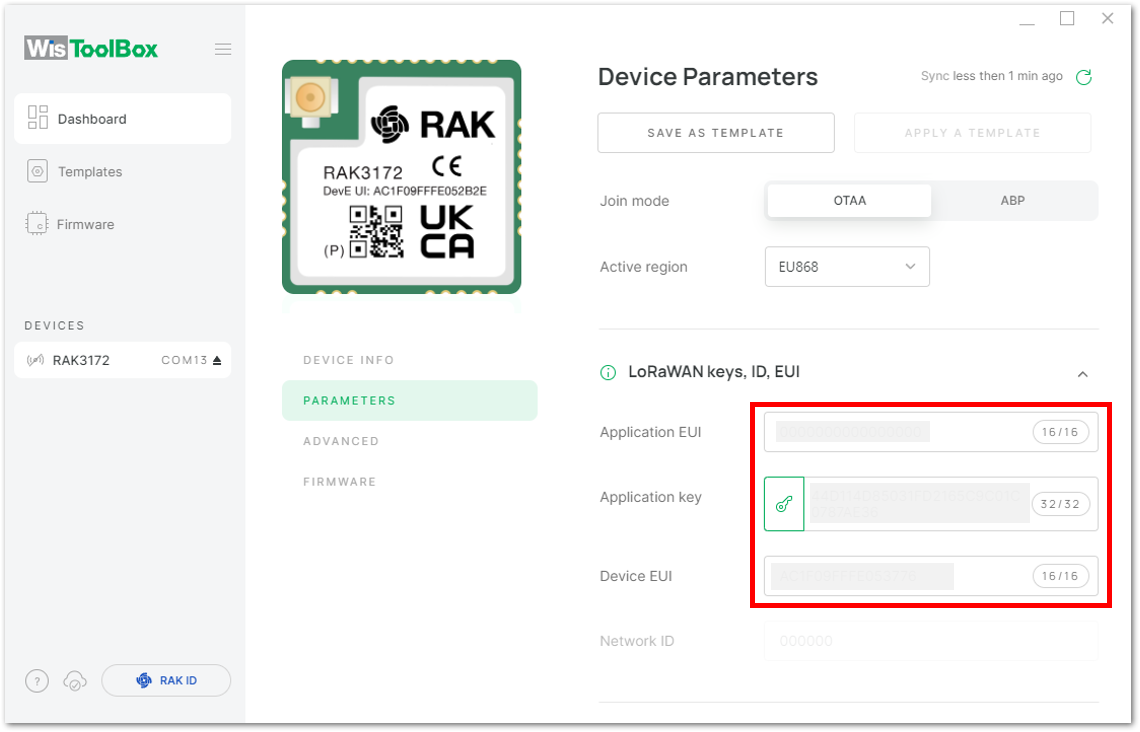 WisToolBox
Dashboard
Templates
Firmware
DEVICES
RAK3172 COM13
?
RAK ID
RAK
RAK3172
DevE UI: AC1F09FFFE052B2E
(P)
UK
CA
DEVICE INFO
PARAMETERS
ADVANCED
FIRMWARE
Device Parameters
Sync less then 1 min ago
SAVE AS TEMPLATE
APPLY A TEMPLATE
Join mode
OTAA
ABP
Active region
EU868
LoRaWAN keys, ID, EUI
Application EUI
16/16
Application key
32/32
Device EUI
16/16
Network ID
000000